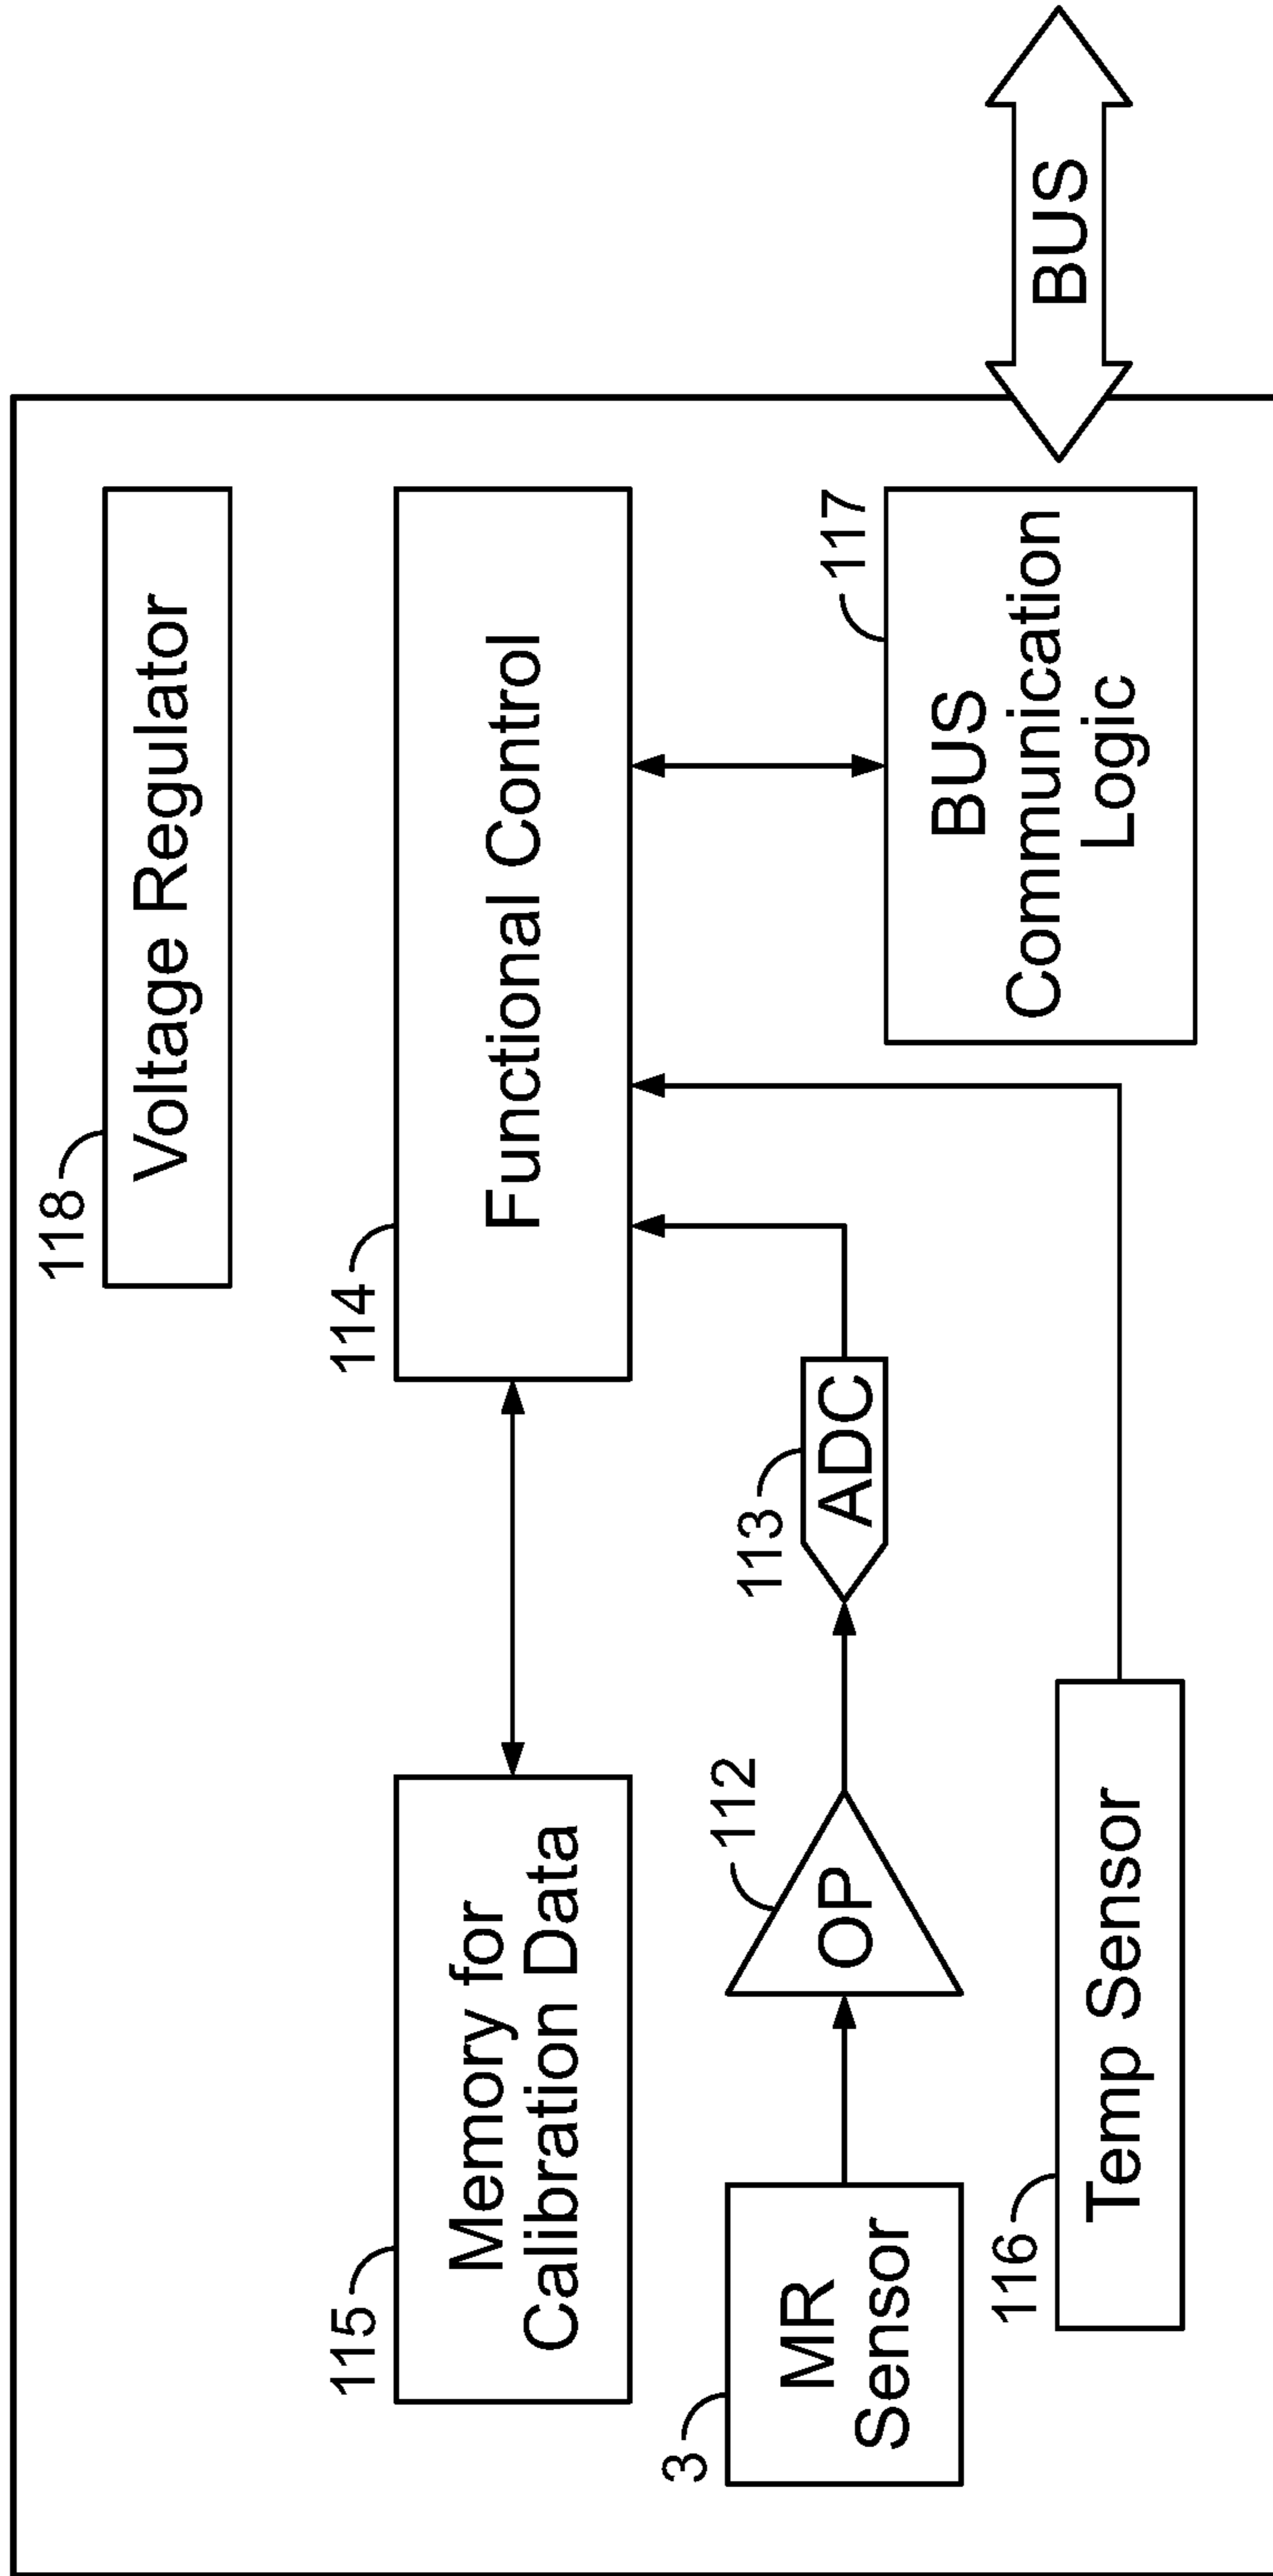 118
Voltage Regulator
115
Memory for
Calibration Data
114
Functional Control
3
MR
Sensor
112
OP
113
ADC
117
BUS
Communication
Logic
BUS
116
Temp Sensor